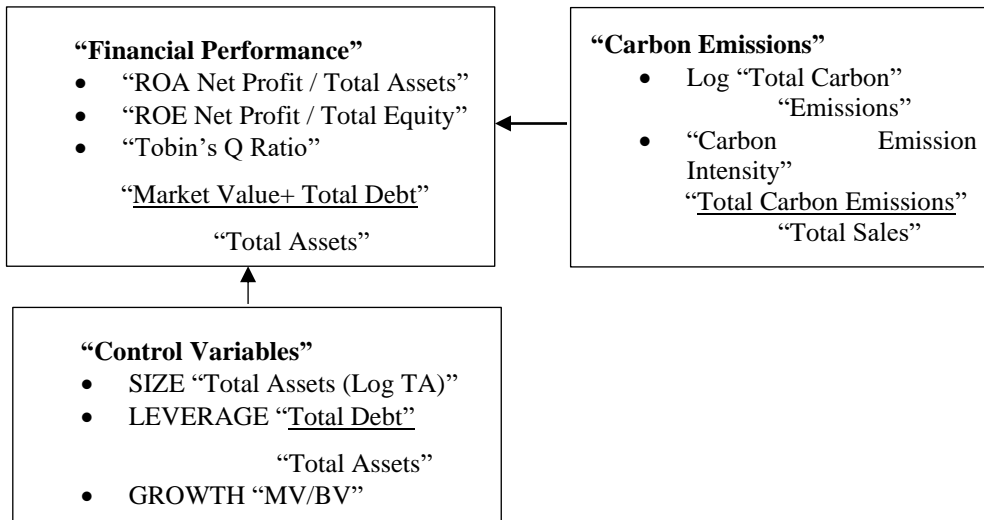 “Financial Performance”
• “ROA Net Profit / Total Assets”
• “ROE Net Profit / Total Equity”
• “Tobin’s Q Ratio”
“Market Value+ Total Debt”
“Total Assets”
“Carbon Emissions”
• Log “Total Carbon”
“Emissions”
• “Carbon Emission
Intensity”
“Total Carbon Emissions”
“Total Sales”
“Control Variables”
• SIZE “Total Assets (Log TA)”
• LEVERAGE “Total Debt”
“Total Assets”
• GROWTH “MV/BV”